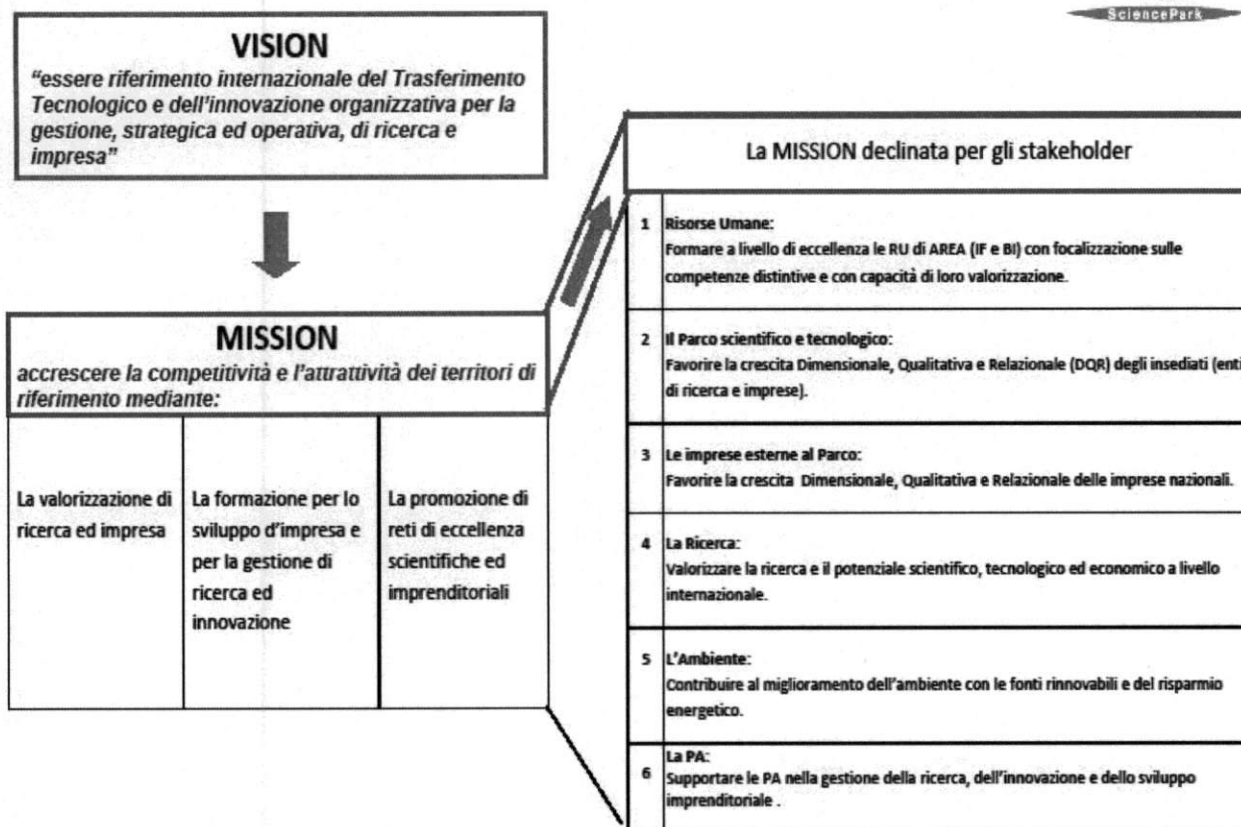 SciencePark
VISION
“essere riferimento internazionale del Trasferimento
Tecnologico e dell’innovazione organizzativa per la
gestione, strategica ed operativa, di ricerca e
impresa”
MISSION
accrescere la competitività e l’attrattività dei territori di
riferimento mediante:
La valorizzazione di
ricerca ed impresa
La formazione per lo
sviluppo d’impresa e
per la gestione di
ricerca ed
innovazione
La promozione di
reti di eccellenza
scientifiche ed
imprenditoriali
La MISSION declinata per gli stakeholder
1 Risorse Umane:
Formare a livello di eccellenza le RU di AREA (IF e BI) con focalizzazione sulle
competenze distintive e con capacità di loro valorizzazione.
2 Il Parco scientifico e tecnologico:
Favorire la crescita Dimensionale, Qualitativa e Relazionale (DQR) degli insediati (enti
di ricerca e imprese).
3 Le imprese esterne al Parco:
Favorire la crescita Dimensionale, Qualitativa e Relazionale delle imprese nazionali.
4 La Ricerca:
Valorizzare la ricerca e il potenziale scientifico, tecnologico ed economico a livello
internazionale.
5 L’Ambiente:
Contribuire al miglioramento dell’ambiente con le fonti rinnovabili e del risparmio
energetico.
6 La PA:
Supportare le PA nella gestione della ricerca, dell’innovazione e dello sviluppo
imprenditoriale .